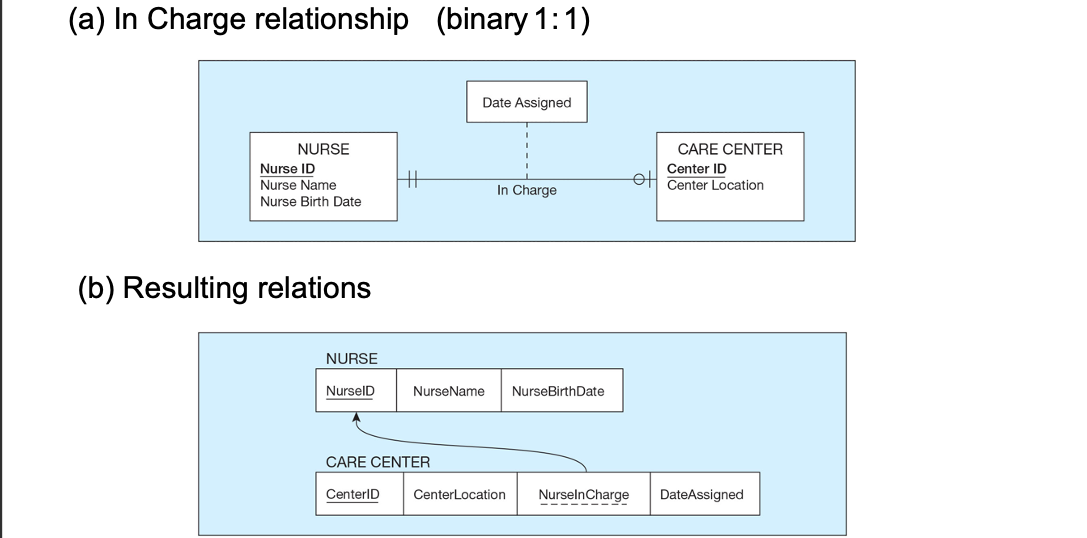 (a) In Charge relationship (binary 1:1)
Date Assigned
NURSE
Nurse ID
Nurse Name
Nurse Birth Date
In Charge
CARE CENTER
Center ID
Center Location
(b) Resulting relations
NURSE
NurseID NurseName NurseBirthDate
CARE CENTER
CenterID CenterLocation NurseInCharge DateAssigned